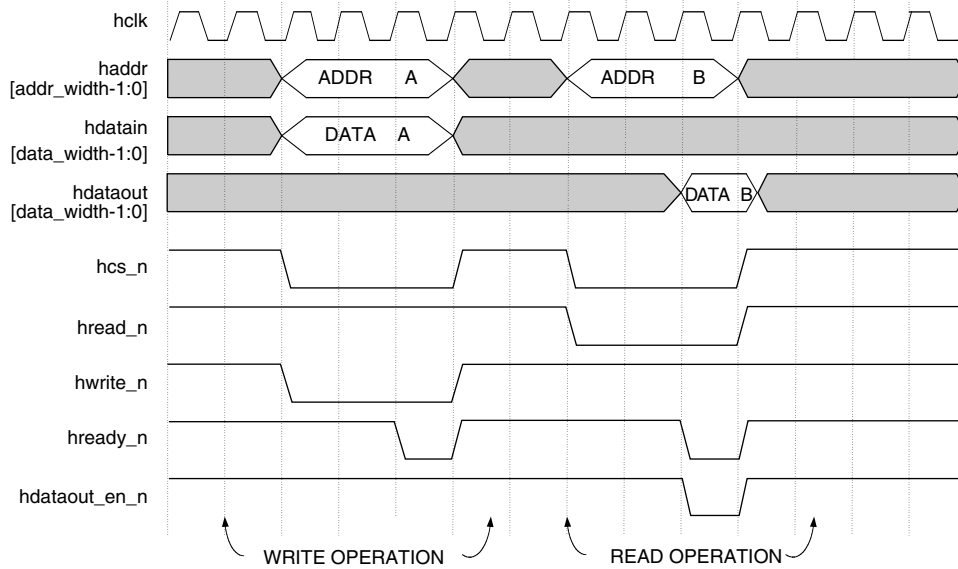 hclk
haddr
[addr_width-1:0]
ADDR A
ADDR B
hdatain
[data_width-1:0]
DATA A
hdataout
[data_width-1:0]
DATA B
hcs_n
hread_n
hwrite_n
hready_n
hdataout_en_n
WRITE OPERATION
READ OPERATION